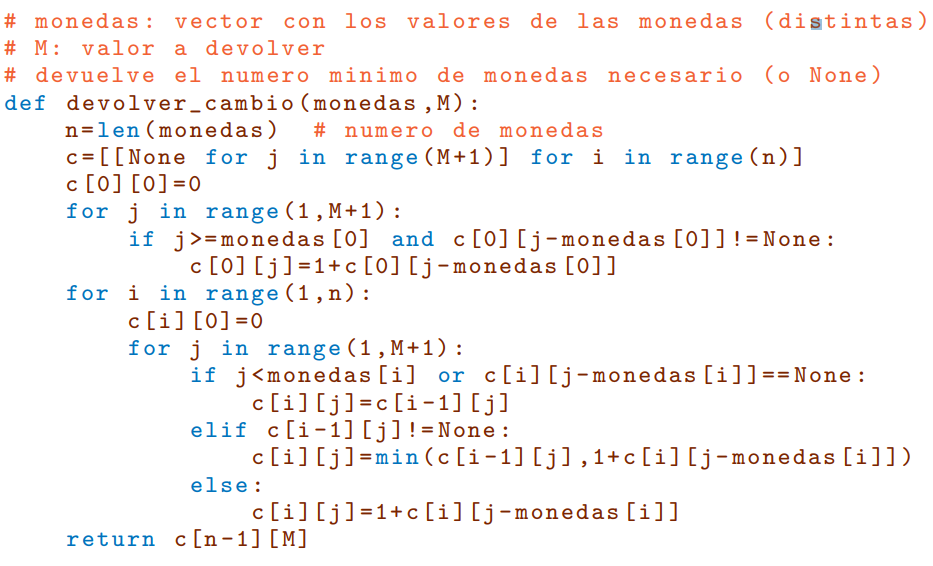 # monedas: vector con los valores de las monedas (distintas)
# M: valor a devolver
# devuelve el numero minimo de monedas necesario (o None)
def devolver_cambio(monedas,M):
    n=len(monedas)  # numero de monedas
    c=[[None for j in range(M+1)] for i in range(n)]
    c[0][0]=0
    for j in range(1,M+1):
        if j>=monedas[0] and c[0][j-monedas[0]]!=None:
            c[0][j]=1+c[0][j-monedas[0]]
    for i in range(1,n):
        c[i][0]=0
        for j in range(1,M+1):
            if j<monedas[i] or c[i][j-monedas[i]]==None:
                c[i][j]=c[i-1][j]
            elif c[i-1][j]!=None:
                c[i][j]=min(c[i-1][j],1+c[i][j-monedas[i]])
            else:
                c[i][j]=1+c[i][j-monedas[i]]
    return c[n-1][M]